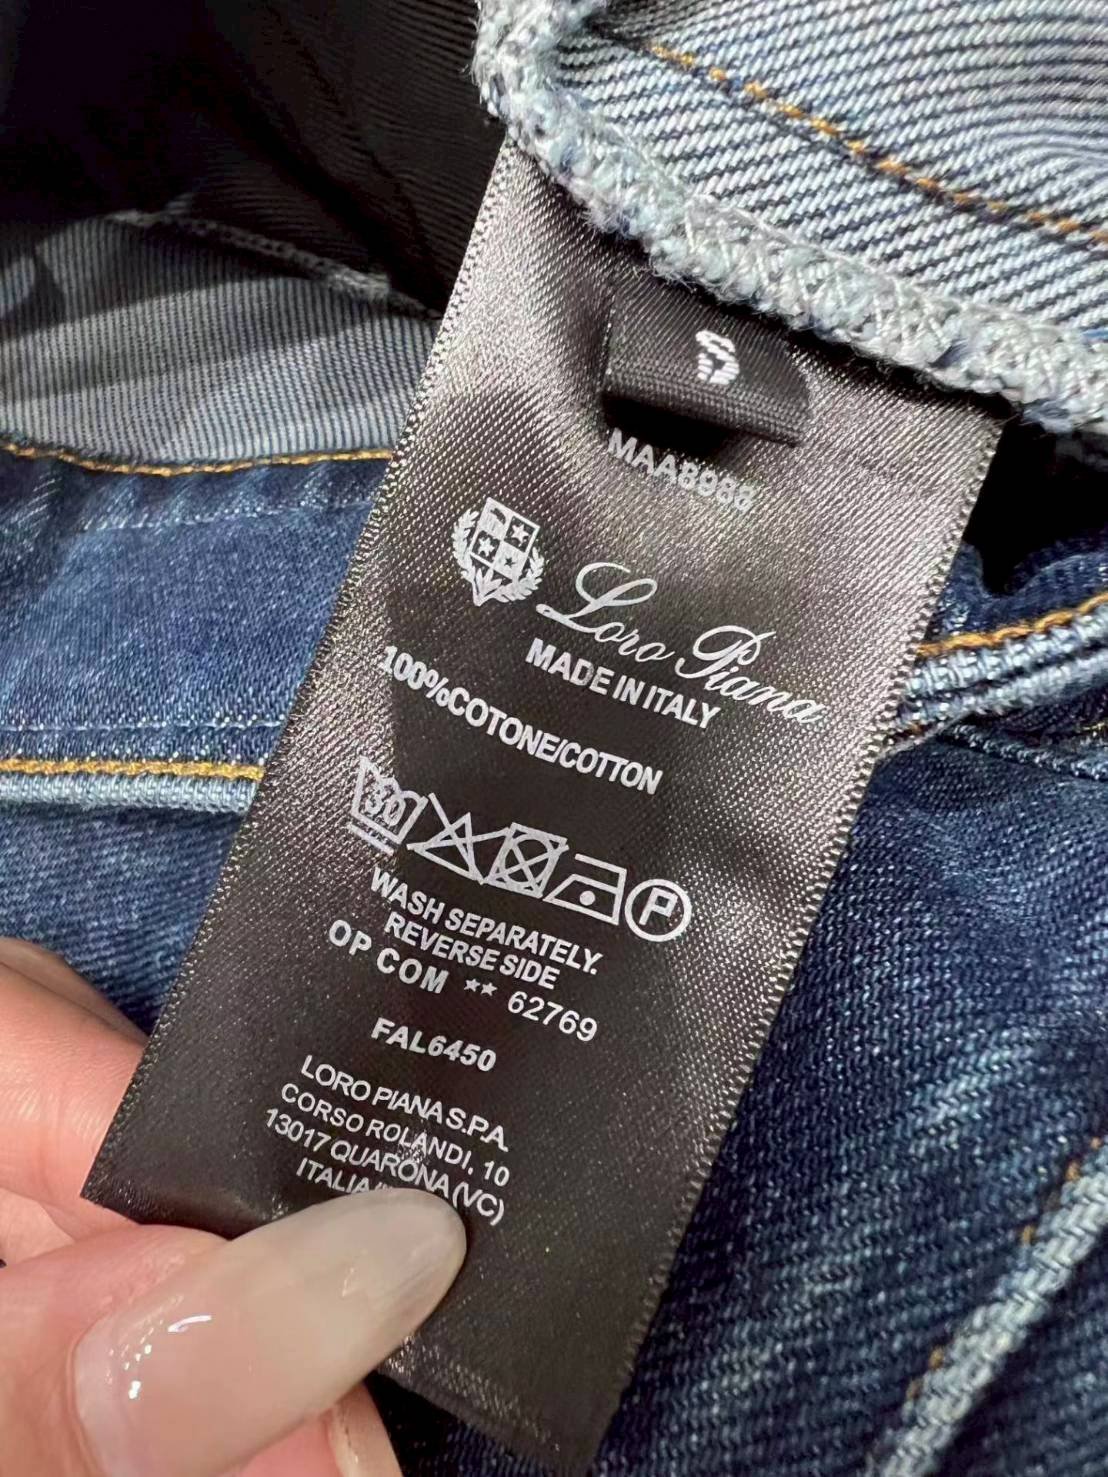 S
MAA8988
Loro Piana
MADE IN ITALY
100%COTONE/COTTON
30
P
WASH SEPARATELY.
REVERSE SIDE
OP COM ** 62769
FAL6450
LORO PIANA S.P.A.
CORSO ROLANDI, 10
13017 QUARONA (VC)
ITALIA/